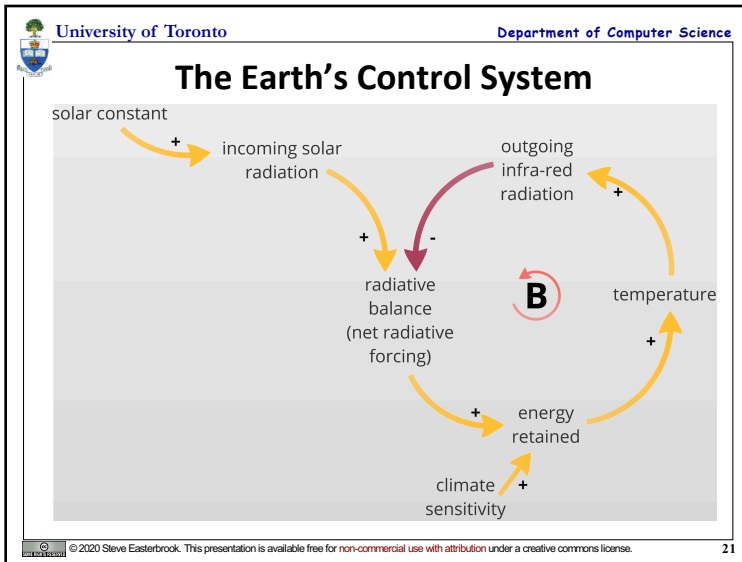 University of Toronto
Department of Computer Science
The Earth's Control System
solar constant
+
incoming solar
radiation
+
outgoing
infra-red
radiation
+
-
radiative
balance
(net radiative
forcing)
B
temperature
+
+
energy
retained
climate
sensitivity
+
© 2020 Steve Easterbrook. This presentation is available free for non-commercial use with attribution under a creative commons license.
21